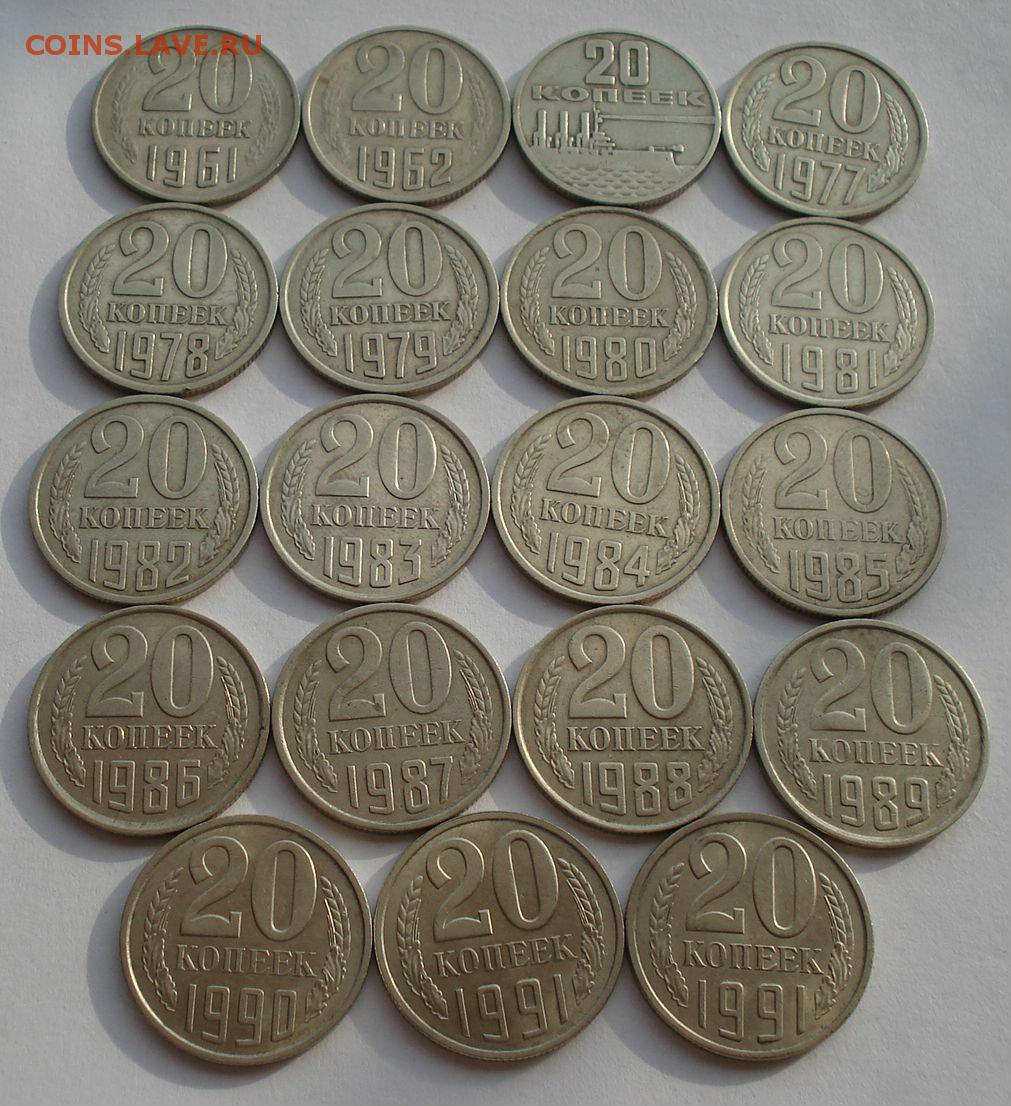 COINS.LAVE.RU
20
КОПЕЕК
1961
20
КОПЕЕК
1962
20
КОПЕЕК
20
КОПЕЕК
1977
20
КОПЕЕК
1978
20
КОПЕЕК
1979
20
КОПЕЕК
1980
20
КОПЕЕК
1981
20
КОПЕЕК
1982
20
КОПЕЕК
1983
20
КОПЕЕК
1984
20
КОПЕЕК
1985
20
КОПЕЕК
1986
20
КОПЕЕК
1987
20
КОПЕЕК
1988
20
КОПЕЕК
1989
20
КОПЕЕК
1990
20
КОПЕЕК
1991
20
КОПЕЕК
1991